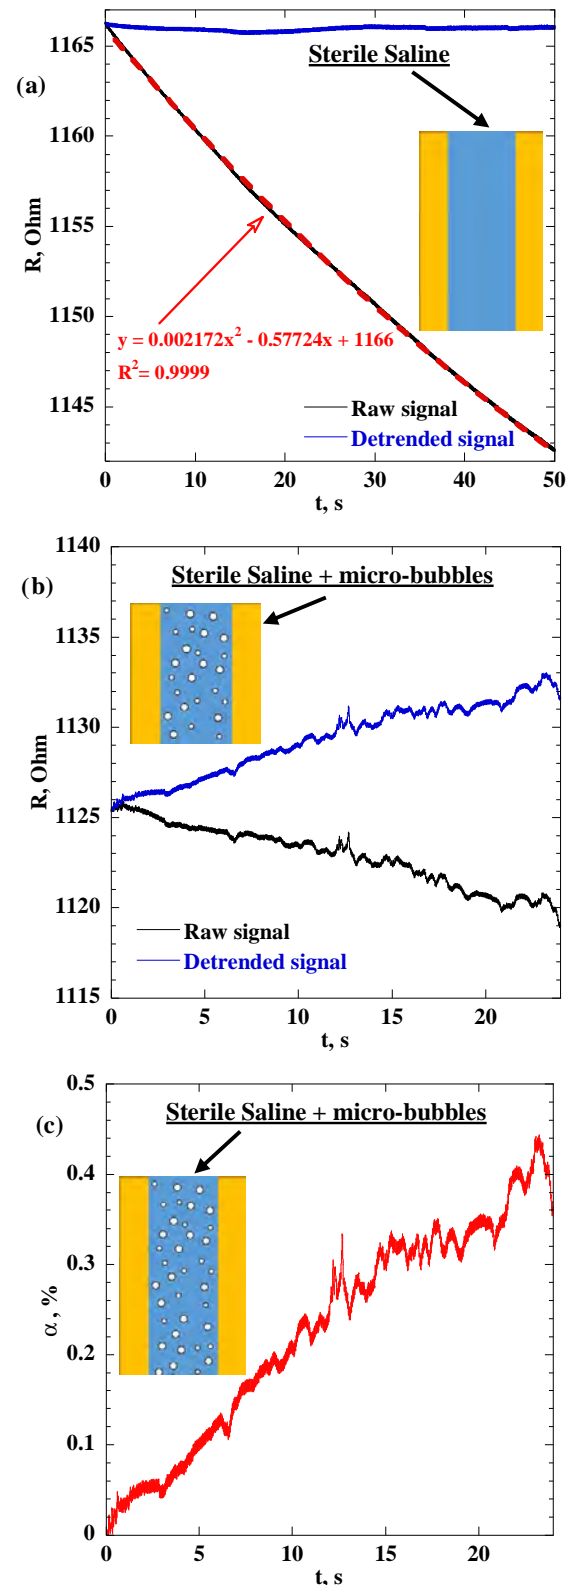 1165
Sterile Saline
(a)
1160
R, Ohm
1155
1150
y = 0.002172x² - 0.57724x + 1166
R²= 0.9999
1145
Raw signal
Detrended signal
0 10 20 30 40 50
t, s
1140
(b)
Sterile Saline + micro-bubbles
1135
1130
R, Ohm
1125
1120
Raw signal
Detrended signal
1115
0 5 10 15 20
t, s
0.5
Sterile Saline + micro-bubbles
(c)
0.4
0.3
α , %
0.2
0.1
0
0 5 10 15 20
t, s